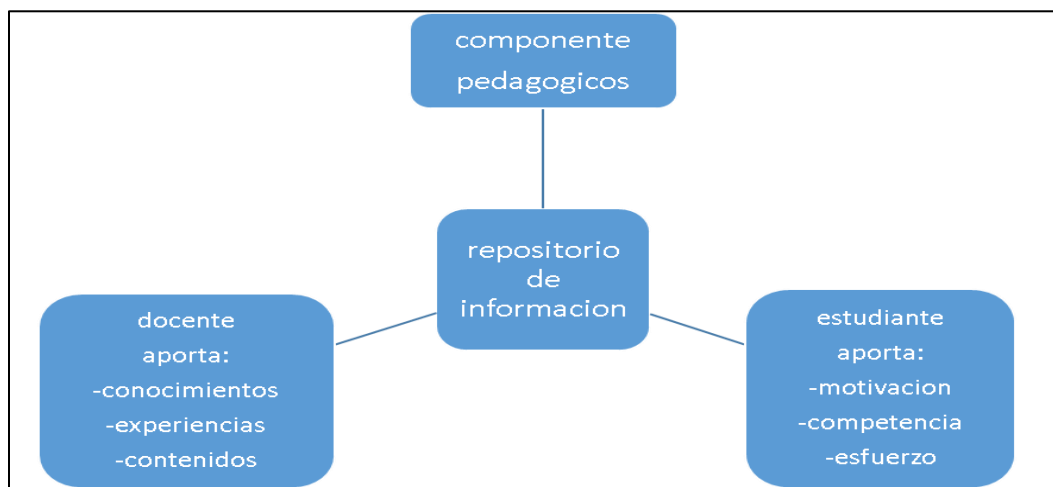 componente
pedagogicos
repositorio
de
informacion
docente
aporta:
-conocimientos
-experiencias
-contenidos
estudiante
aporta:
-motivacion
-competencia
-esfuerzo